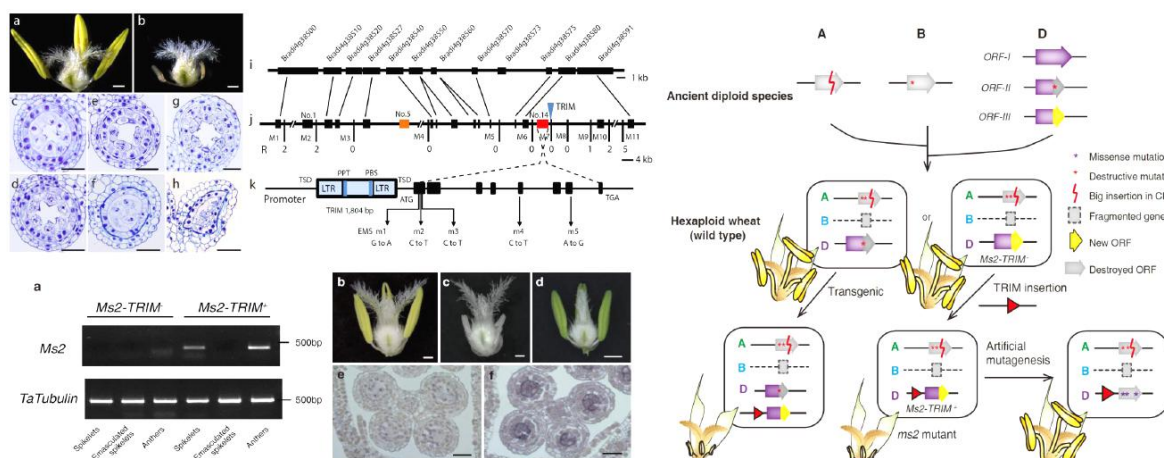 a
b
c
e
g
d
f
h
Bradi4g38500
Bradi4g38510
Bradi4g38520
Bradi4g38527
Bradi4g38540
Bradi4g38550
Bradi4g38560
Bradi4g38570
Bradi4g38573
Bradi4g38575
Bradi4g38580
Bradi4g38591
i
1 kb
TRIM
j
No.1
No.5
No.14
M1
M2
M3
M4
M5
M6
M7
M8
M9
M10
M11
R
2 2 0 0 0 0 0 0 1 2 5
4 kb
k
Promoter
TSD
LTR
PPT
PBS
LTR
TSD
ATG
TGA
TRIM 1,804 bp
EMS
m1
m2
m3
m4
m5
G to A
C to T
C to T
C to T
A to G
a
Ms2-TRIM-
Ms2-TRIM+
Ms2
500bp
TaTubulin
500bp
Spikelets
Emasculated spikelets
Anthers
Spikelets
Emasculated spikelets
Anthers
b
c
d
e
f
A
B
D
ORF-I
ORF-II
ORF-III
Ancient diploid species
Missense mutatio
Destructive mutat
Big insertion in CD
Fragmented gene
New ORF
Destroyed ORF
Hexaploid wheat
(wild type)
A
B
D
or
A
B
D
Ms2-TRIM-
Transgenic
TRIM insertion
A
B
D
A
B
D
Ms2-TRIM+
ms2 mutant
Artificial
mutagenesis
A
B
D